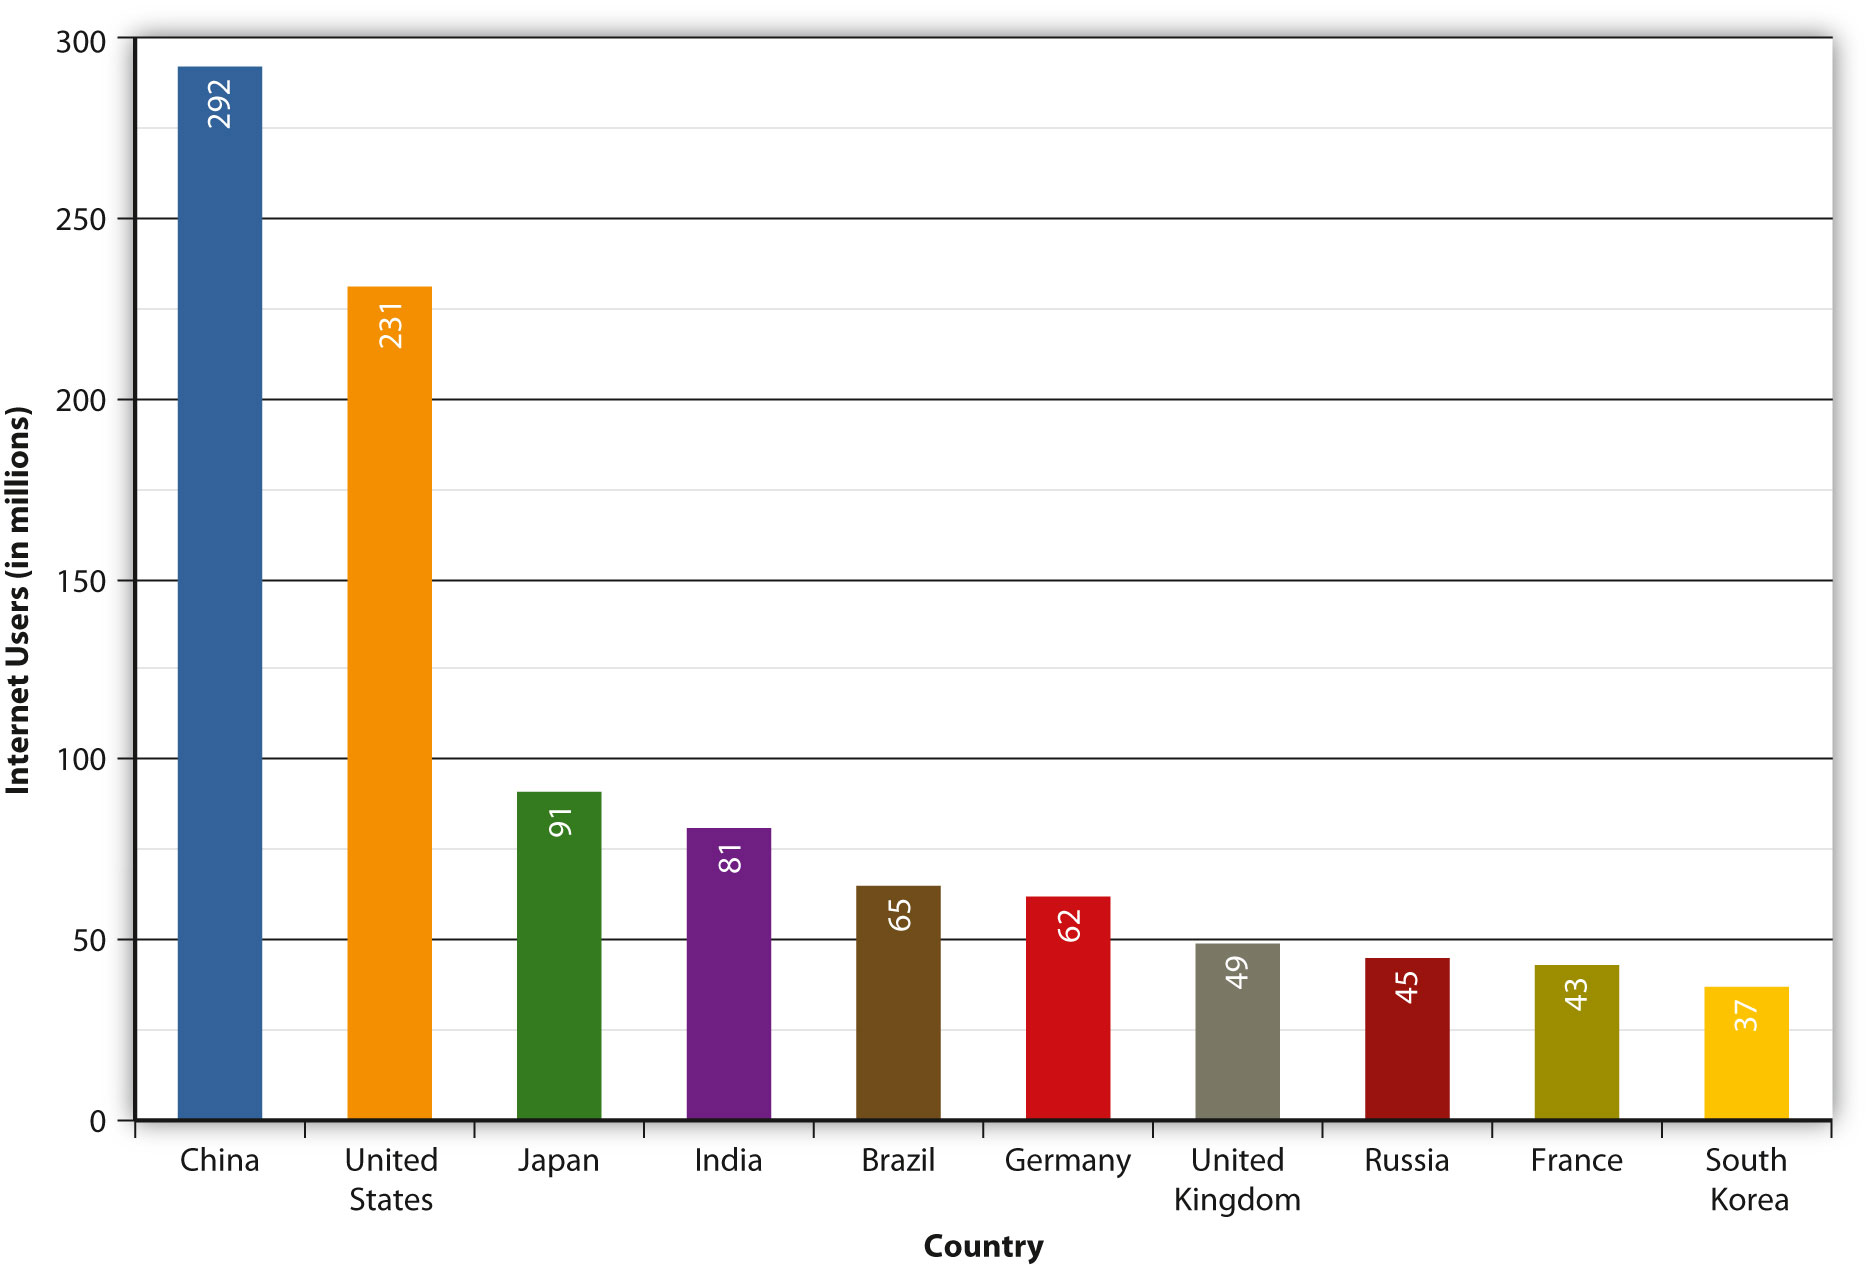 Internet Users (in millions)
300
250
200
150
100
50
0
292
231
91
81
65
62
49
45
43
37
China
United
States
Japan
India
Brazil
Germany
United
Kingdom
Russia
France
South
Korea
Country